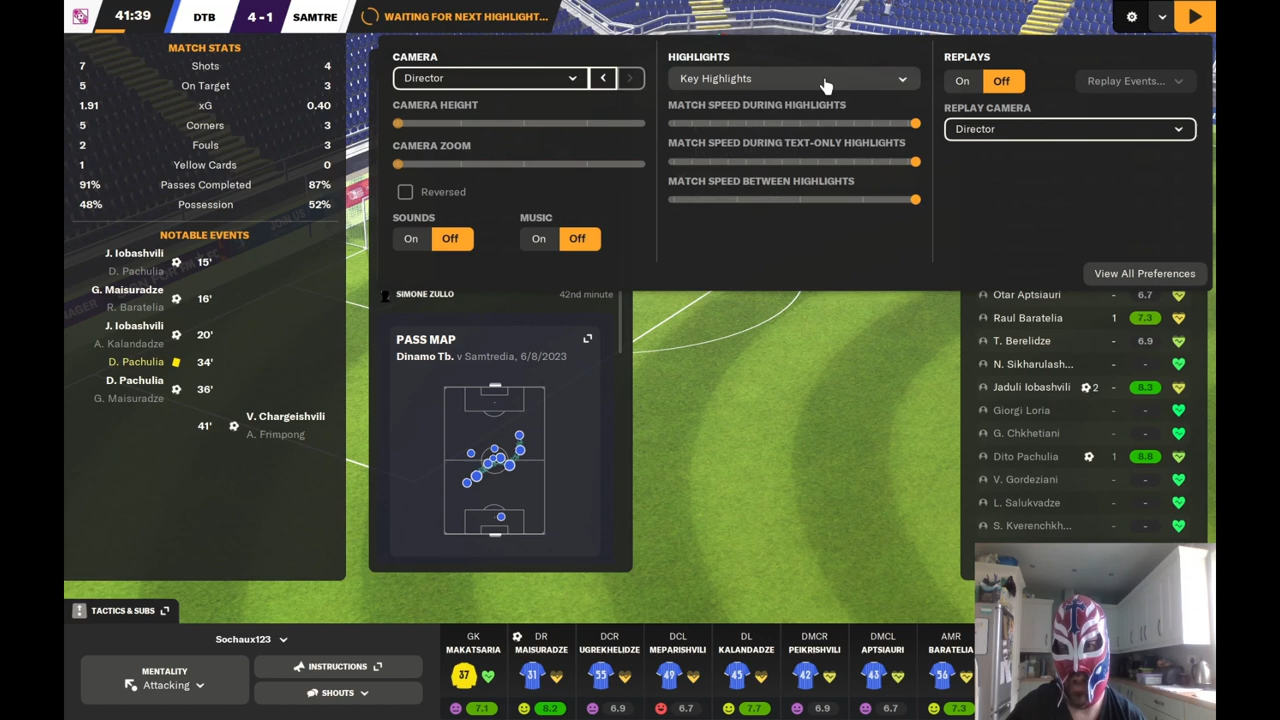 41:39 DTB 4 - 1 SAMTRE WAITING FOR NEXT HIGHLIGHT...
MATCH STATS
7 Shots 4
5 On Target 3
1.91 xG 0.40
5 Corners 3
2 Fouls 3
1 Yellow Cards 0
91% Passes Completed 87%
48% Possession 52%
NOTABLE EVENTS
J. Iobashvili 15'
D. Pachulia
G. Maisuradze 16'
R. Baratelia
J. Iobashvili 20'
A. Kalandadze
D. Pachulia 34'
D. Pachulia 36'
G. Maisuradze
41' V. Chargeishvili
A. Frimpong
CAMERA
Director
CAMERA HEIGHT
CAMERA ZOOM
Reversed
SOUNDS MUSIC
On Off On Off
HIGHLIGHTS
Key Highlights
MATCH SPEED DURING HIGHLIGHTS
MATCH SPEED DURING TEXT-ONLY HIGHLIGHTS
MATCH SPEED BETWEEN HIGHLIGHTS
REPLAYS
On Off Replay Events...
REPLAY CAMERA
Director
View All Preferences
SIMONE ZULLO 42nd minute
PASS MAP
Dinamo Tb. v Samtredia, 6/8/2023
Otar Aptsiauri - 6.7
Raul Baratelia 1 7.3
T. Berelidze - 6.9
N. Sikharulash... - -
Jaduli Iobashvili 2 - 8.3
Giorgi Loria - -
G. Chkhetiani - -
Dito Pachulia 1 8.8
V. Gordeziani - -
L. Salukvadze - -
S. Kverenchkh... - -
TACTICS & SUBS
Sochaux123
MENTALITY
Attacking
INSTRUCTIONS
SHOUTS
GK DR DCR DCL DL DMCR DMCL AMR
MAKATSARIA MAISURADZE UGREKHELIDZE MEPARISHVILI KALANDADZE PEIKRISHVILI APTSIAURI BARATELIA
37 31 55 49 45 42 43 56
7.1 8.2 6.9 6.7 7.7 6.9 6.7 7.3